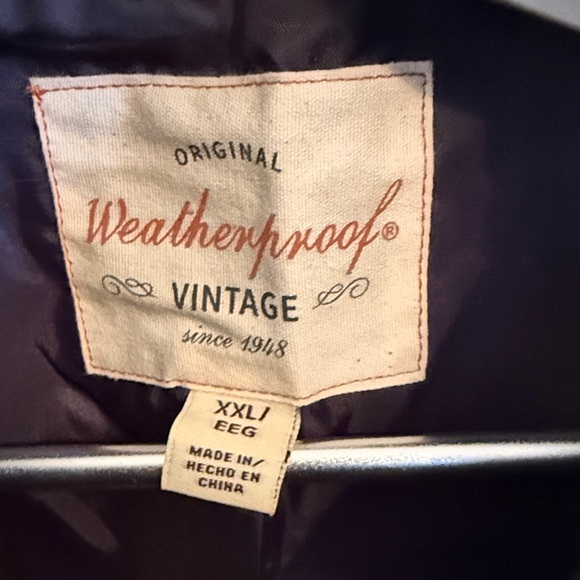 ORIGINAL
Weatherproof®
VINTAGE
since 1948
XXL/
EEG
MADE IN/
HECHO EN
CHINA